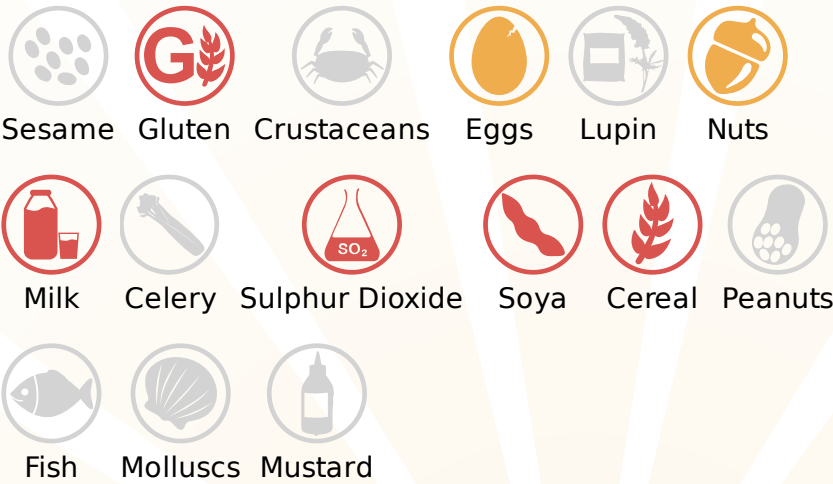 G
Sesame Gluten Crustaceans Eggs Lupin Nuts
SO₂
Milk Celery Sulphur Dioxide Soya Cereal Peanuts
Fish Molluscs Mustard